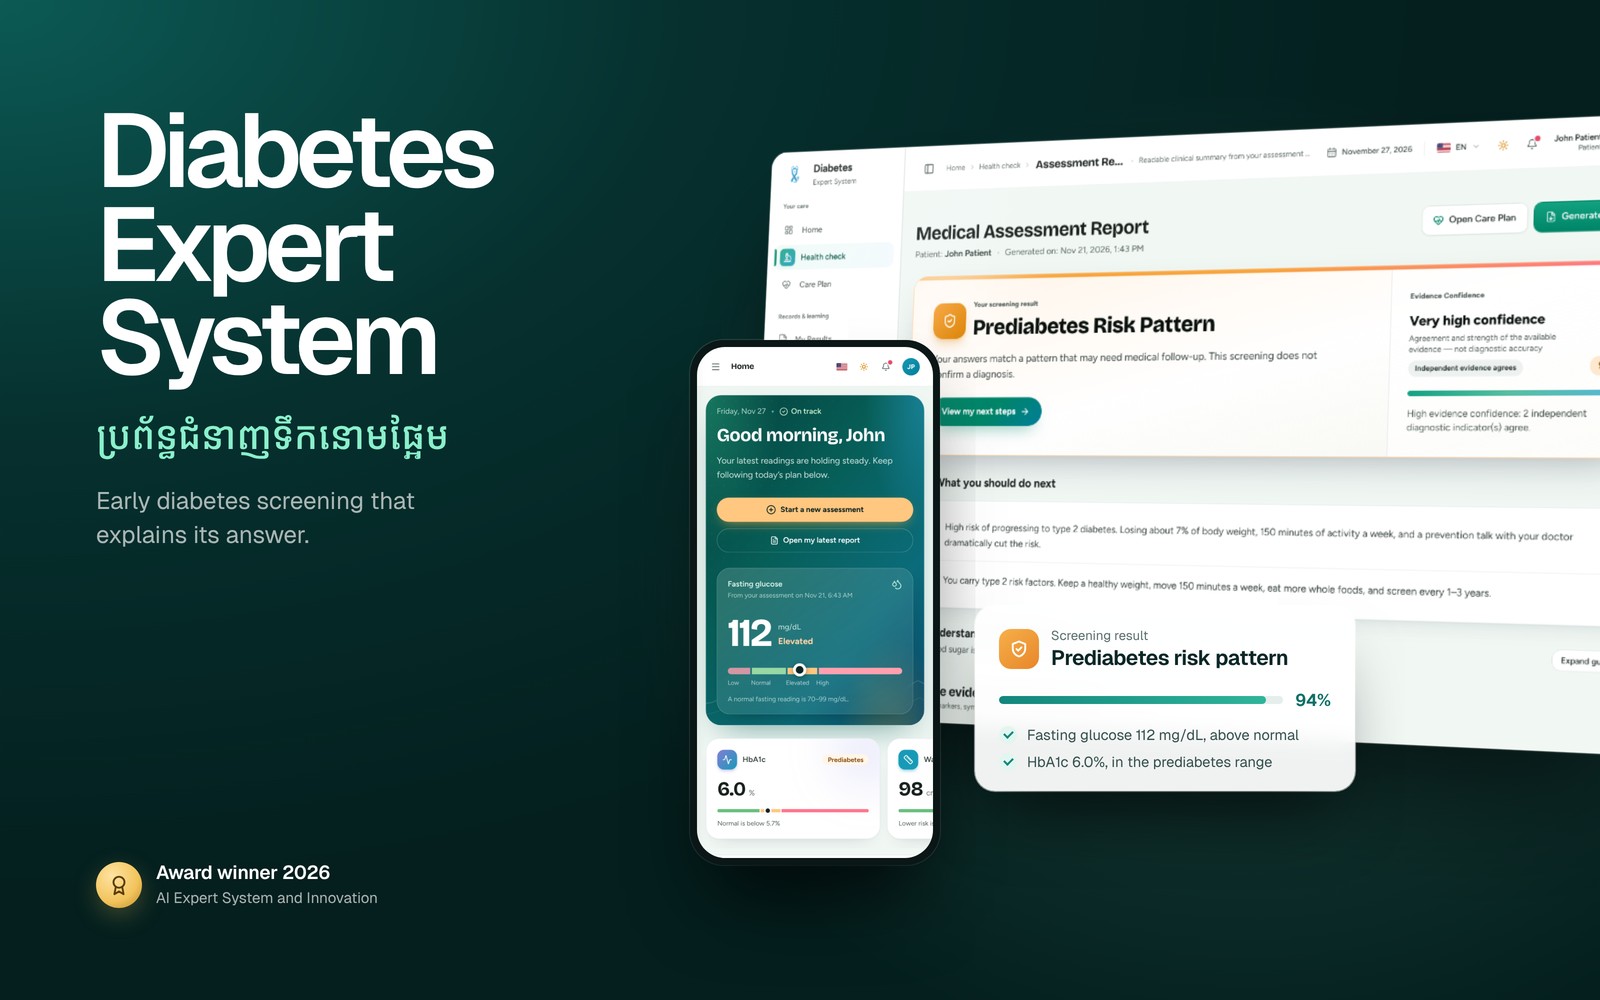 Diabetes
Expert
System
ប្រព័ន្ធជំនាញទឹកនោមផ្អែម
Early diabetes screening that
explains its answer.
Award winner 2026
AI Expert System and Innovation
Diabetes
Expert System
Your care
Home
Health check
Care Plan
Records & learning
My Results
Home › Health check › Assessment Re... · Readable clinical summary from your assessment ...
November 27, 2026
EN
John Patient
Patient
Medical Assessment Report
Patient: John Patient · Generated on: Nov 21, 2026, 1:43 PM
Open Care Plan
Generate
Your screening result
Prediabetes Risk Pattern
Your answers match a pattern that may need medical follow-up. This screening does not
confirm a diagnosis.
View my next steps
Evidence Confidence
Very high confidence
Agreement and strength of the available
evidence — not diagnostic accuracy
Independent evidence agrees
High evidence confidence: 2 independent
diagnostic indicator(s) agree.
What you should do next
High risk of progressing to type 2 diabetes. Losing about 7% of body weight, 150 minutes of activity a week, and a prevention talk with your doctor
dramatically cut the risk.
You carry type 2 risk factors. Keep a healthy weight, move 150 minutes a week, eat more whole foods, and screen every 1–3 years.
Expand
Home
JP
Friday, Nov 27 • On track
Good morning, John
Your latest readings are holding steady. Keep
following today's plan below.
Start a new assessment
Open my latest report
Fasting glucose
From your assessment on Nov 21, 6:43 AM
112 mg/dL
Elevated
Low Normal Elevated High
A normal fasting reading is 70–99 mg/dL.
HbA1c
Prediabetes
6.0 %
Normal is below 5.7%
98
Lower risk
Screening result
Prediabetes risk pattern
94%
Fasting glucose 112 mg/dL, above normal
HbA1c 6.0%, in the prediabetes range